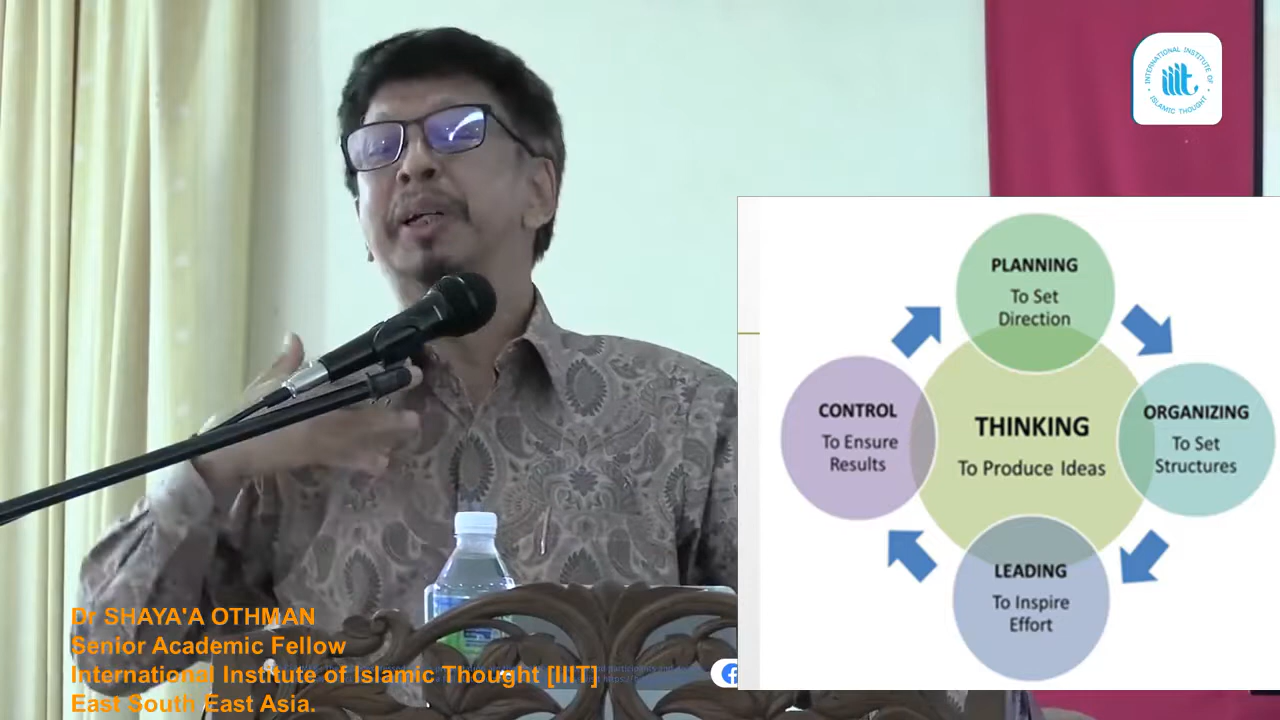 INTERNATIONAL INSTITUTE OF
iiit
ISLAMIC THOUGHT
PLANNING
To Set
Direction
CONTROL
To Ensure
Results
THINKING
To Produce Ideas
ORGANIZING
To Set
Structures
LEADING
To Inspire
Effort
Dr SHAYA'A OTHMAN
Senior Academic Fellow
International Institute of Islamic Thought [IIIT]
East South East Asia.